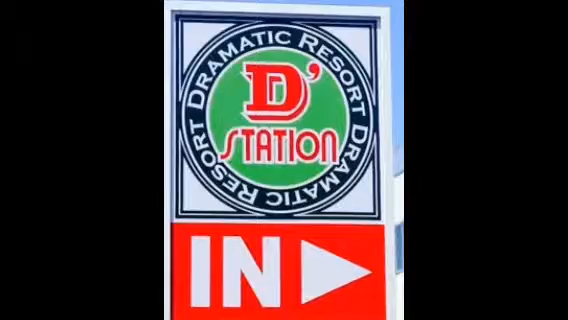 DRAMATIC RESORT DRAMATIC RESORT
D'
STATION
IN